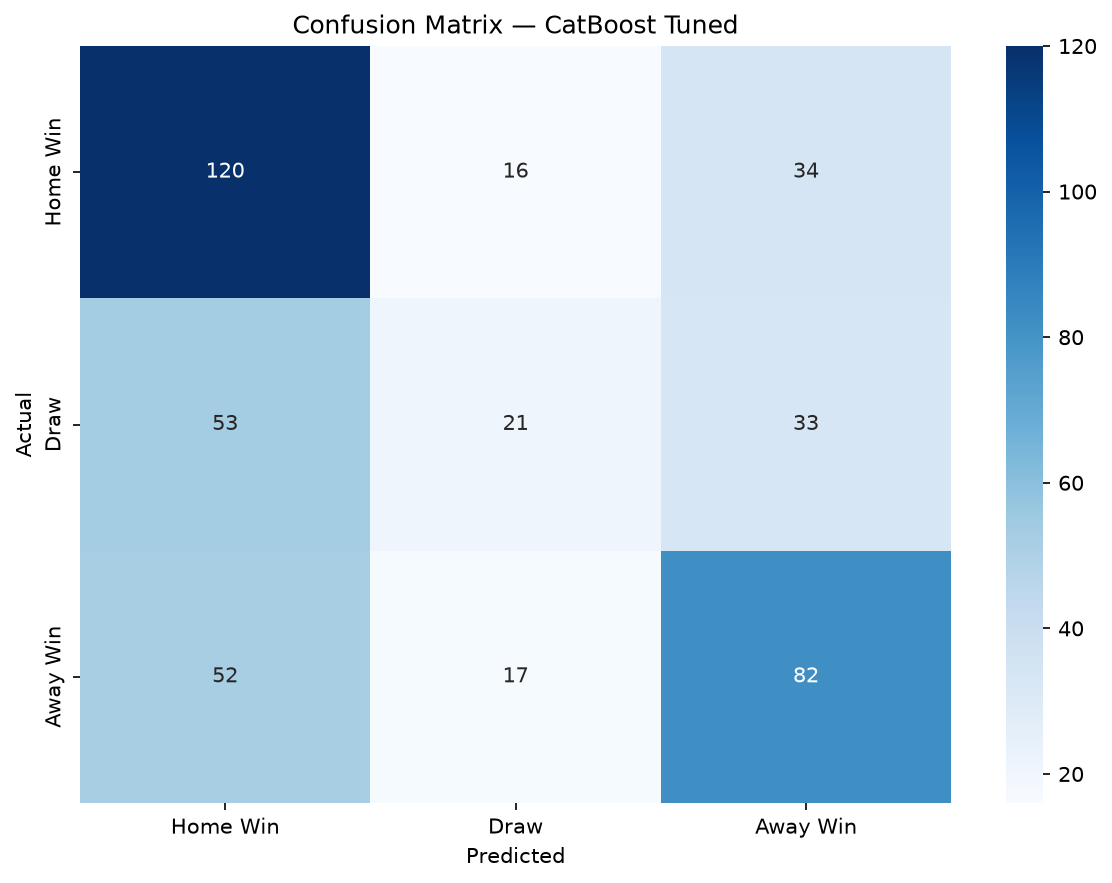 Confusion Matrix — CatBoost Tuned
Home Win
120
16
34
Actual
Draw
53
21
33
Away Win
52
17
82
Home Win
Draw
Away Win
Predicted
120
100
80
60
40
20